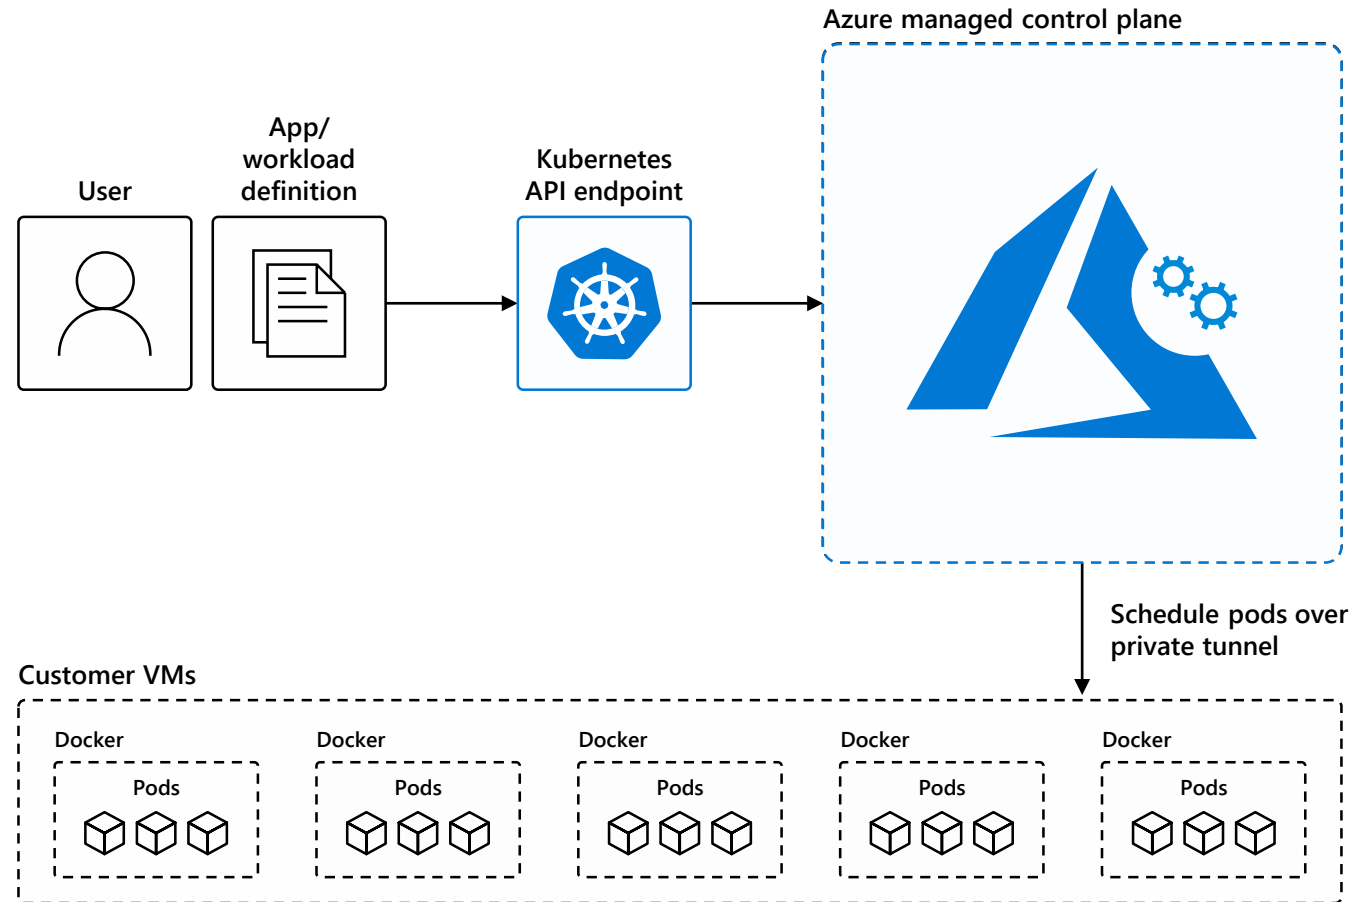 Azure managed control plane
User
App/
workload
definition
Kubernetes
API endpoint
Schedule pods over
private tunnel
Customer VMs
Docker
Docker
Docker
Docker
Docker
Pods
Pods
Pods
Pods
Pods